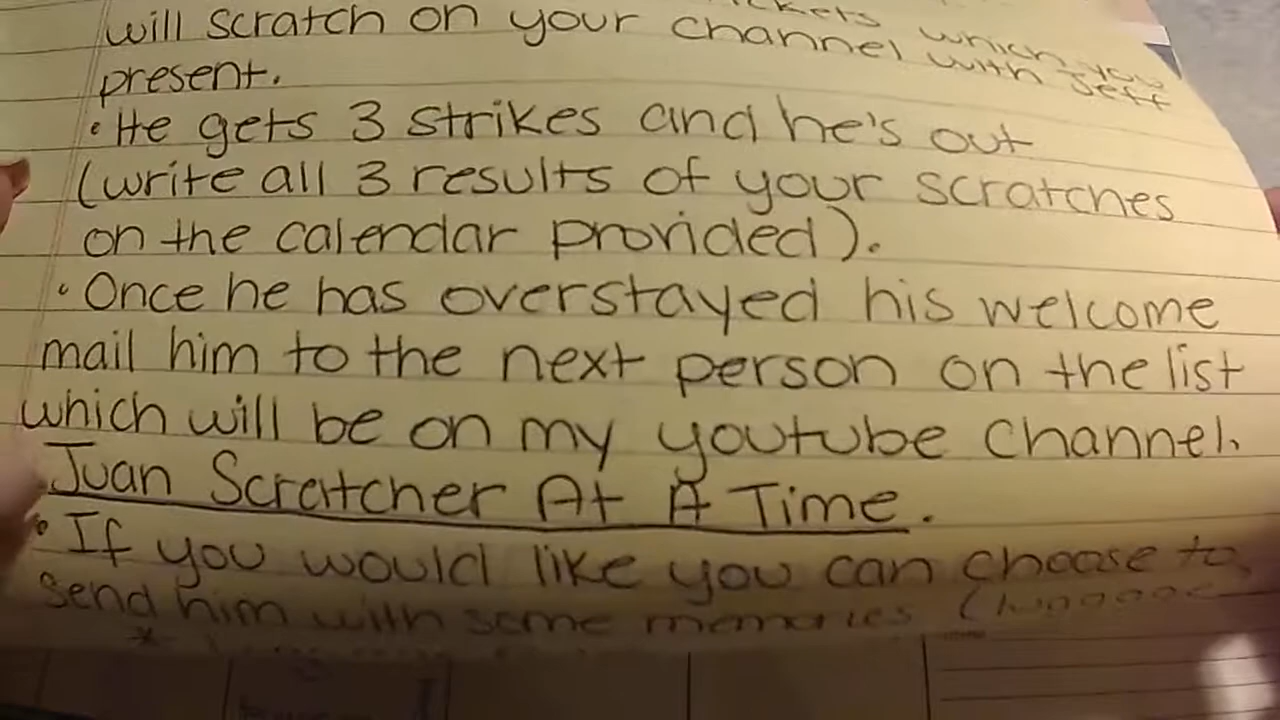 will scratch on your channel with Jeff
present.
• He gets 3 strikes and he's out
(write all 3 results of your scratches
on the calendar provided).
• Once he has overstayed his welcome
mail him to the next person on the list
which will be on my youtube channel.
Juan Scratcher At A Time.
• If you would like you can choose to
send him with some memories